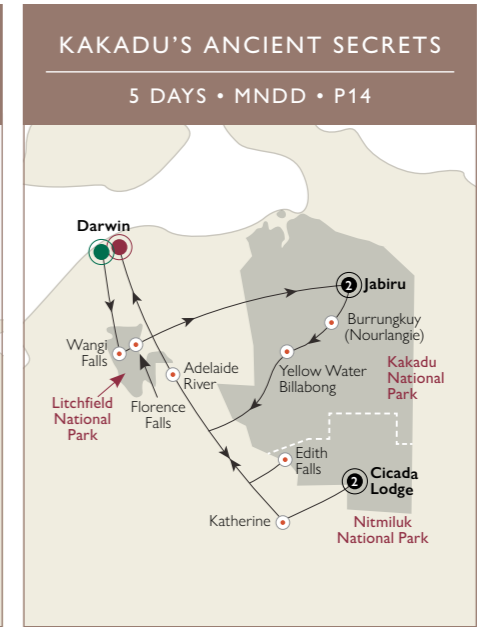 KAKADU'S ANCIENT SECRETS
5 DAYS • MNDD • P14
Darwin
2
Jabiru
Burrungkuy
(Nourlangie)
Wangi
Falls
Adelaide
River
Yellow Water
Billabong
Kakadu
National
Park
Litchfield
National
Park
Florence
Falls
Edith
Falls
2
Cicada
Lodge
Katherine
Nitmiluk
National Park